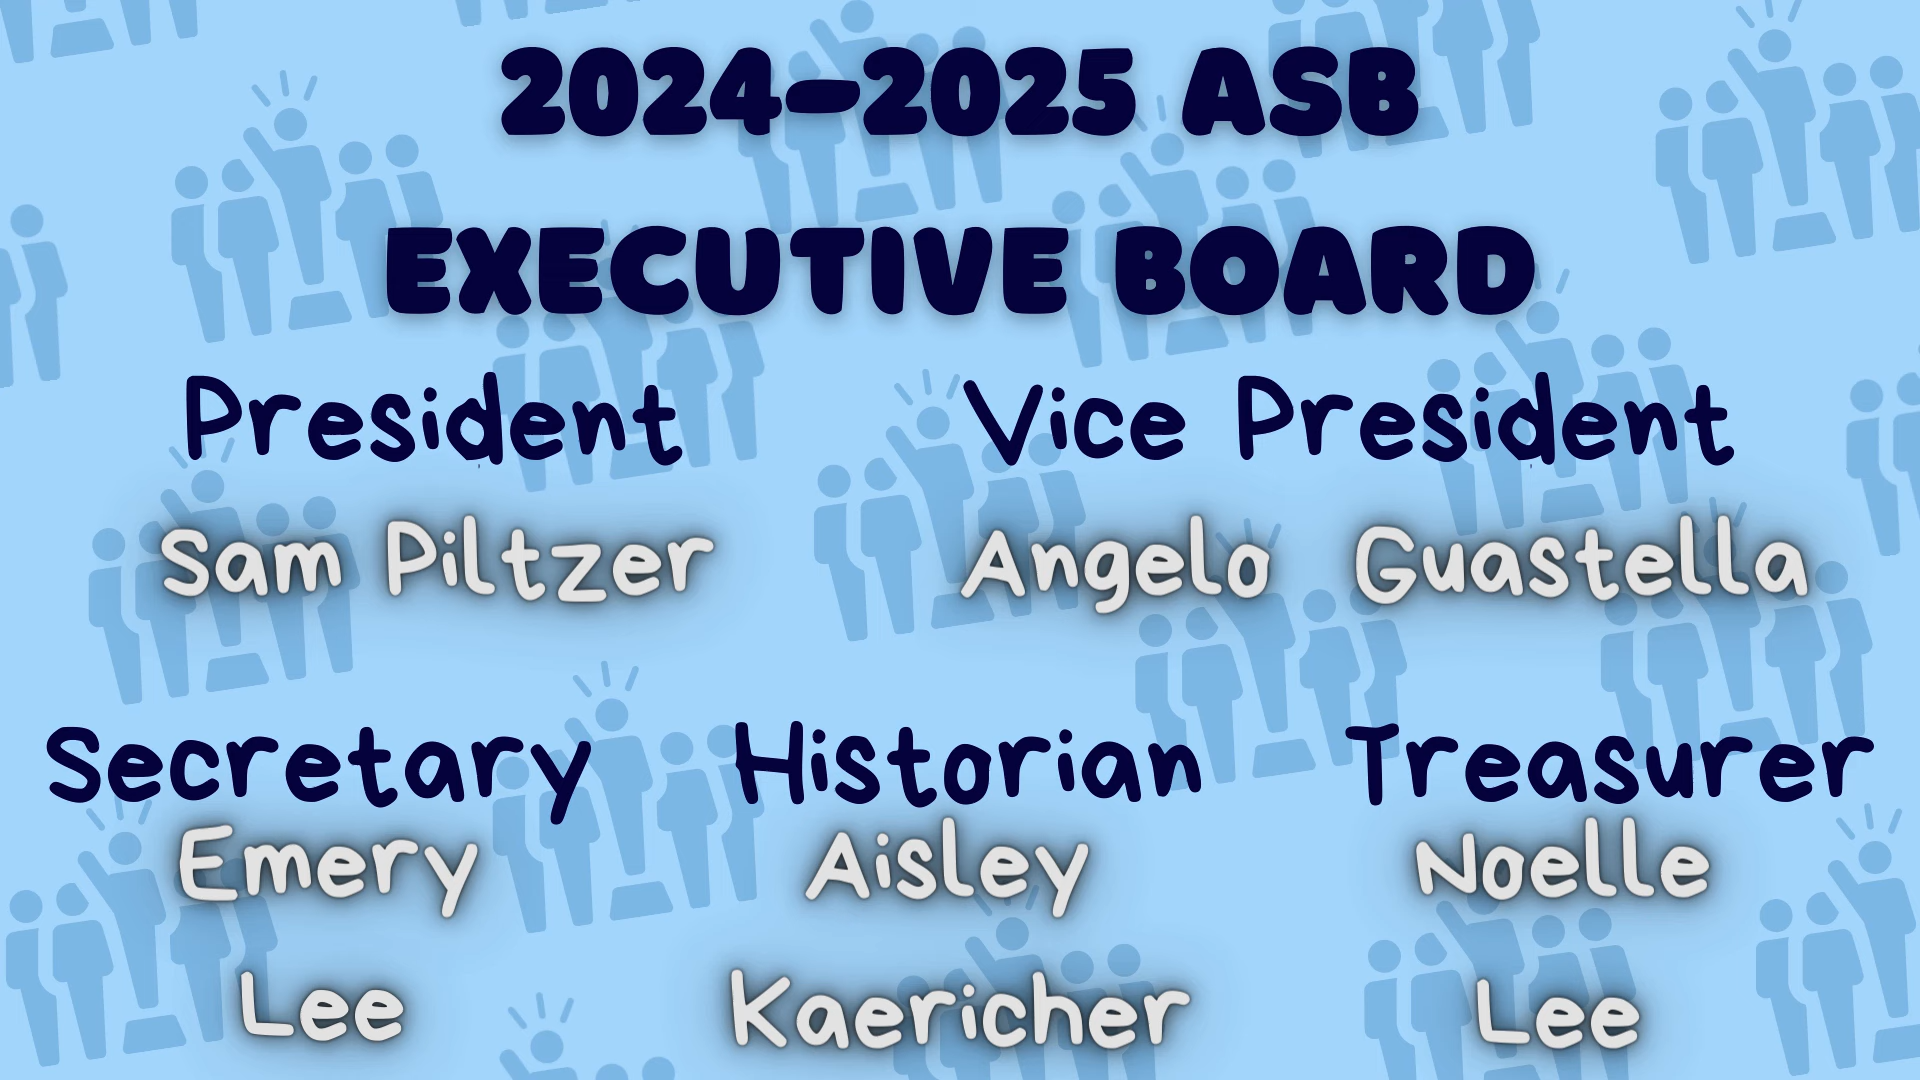 2024-2025 ASB
EXECUTIVE BOARD
President
Vice President
Sam Piltzer
Angelo Guastella
Secretary
Historian
Treasurer
Emery
Lee
Aisley
Kaericher
Noelle
Lee